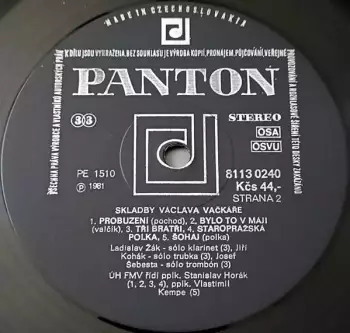 MADE IN CZECHOSLOVAKIA
K DÍLU JSOU VYHRAZENA. BEZ SOUHLASU JE VÝROBA KOPIÍ, PRONÁJEM, PŮJČOVÁNÍ, VEŘEJNÉ
VŠECHNA PRÁVA VÝROBCE A VLASTNÍKŮ AUTORSKÝCH PRÁV
PROVOZOVÁNÍ A ROZHLASOVÉ ŠÍŘENÍ TÉTO DESKY ZAKÁZÁNO
PANTON
33
STEREO
OSA
OSVU
PE 1510
℗ 1981
8113 0240
Kčs 44,-
STRANA 2
SKLADBY VÁCLAVA VAČKÁŘE
1. PROBUZENÍ (pochod), 2. BYLO TO V MÁJI
(valčík), 3. TŘI BRATŘI, 4. STAROPRAŽSKÁ
POLKA, 5. ŠOHAJ (polka)
Ladislav Žák - sólo klarinet (3), Jiří
Kohák - sólo trubka (3), Josef
Šebesta - sólo trombón (3)
ÚH FMV řídí pplk. Stanislav Horák
(1, 2, 3, 4), pplk. Vlastimil
Kempe (5)